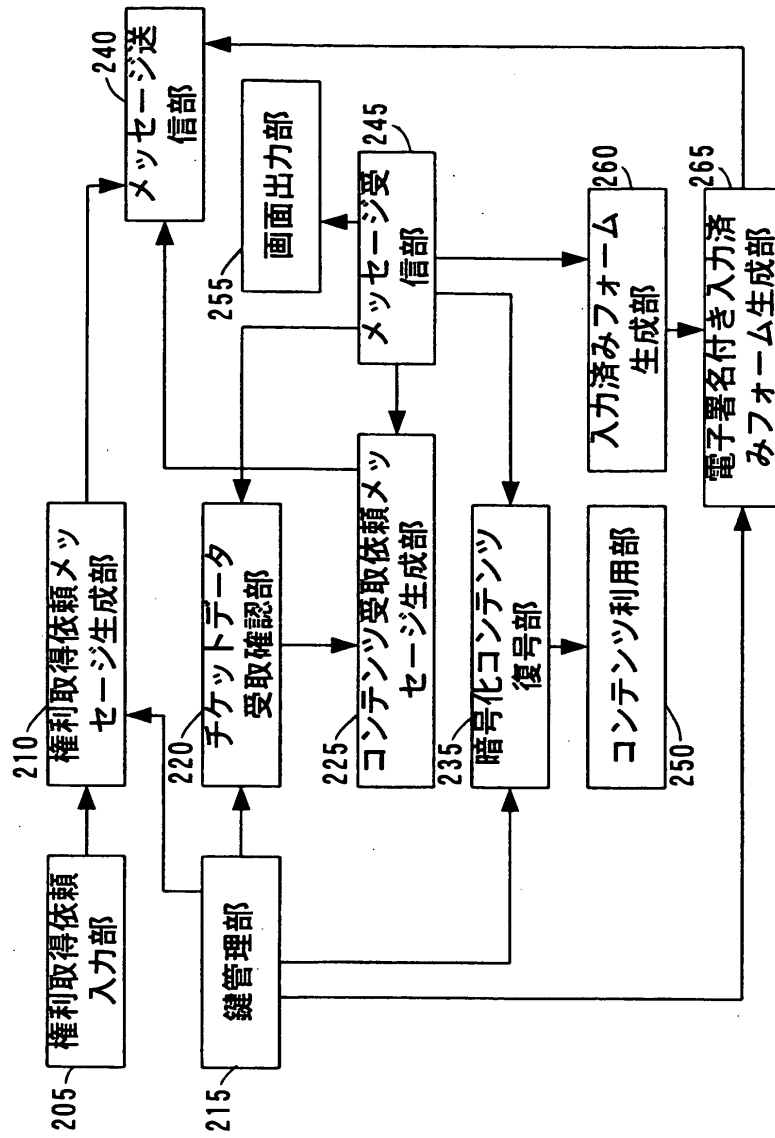 205
権利取得依頼
入力部
210
権利取得依頼メッ
セージ生成部
240
メッセージ送
信部
215
鍵管理部
220
チケットデータ
受取確認部
255
画面出力部
225
コンテンツ受取依頼メッ
セージ生成部
245
メッセージ受
信部
235
暗号化コンテンツ
復号部
250
コンテンツ利用部
260
入力済みフォーム
生成部
265
電子署名付き入力済
みフォーム生成部